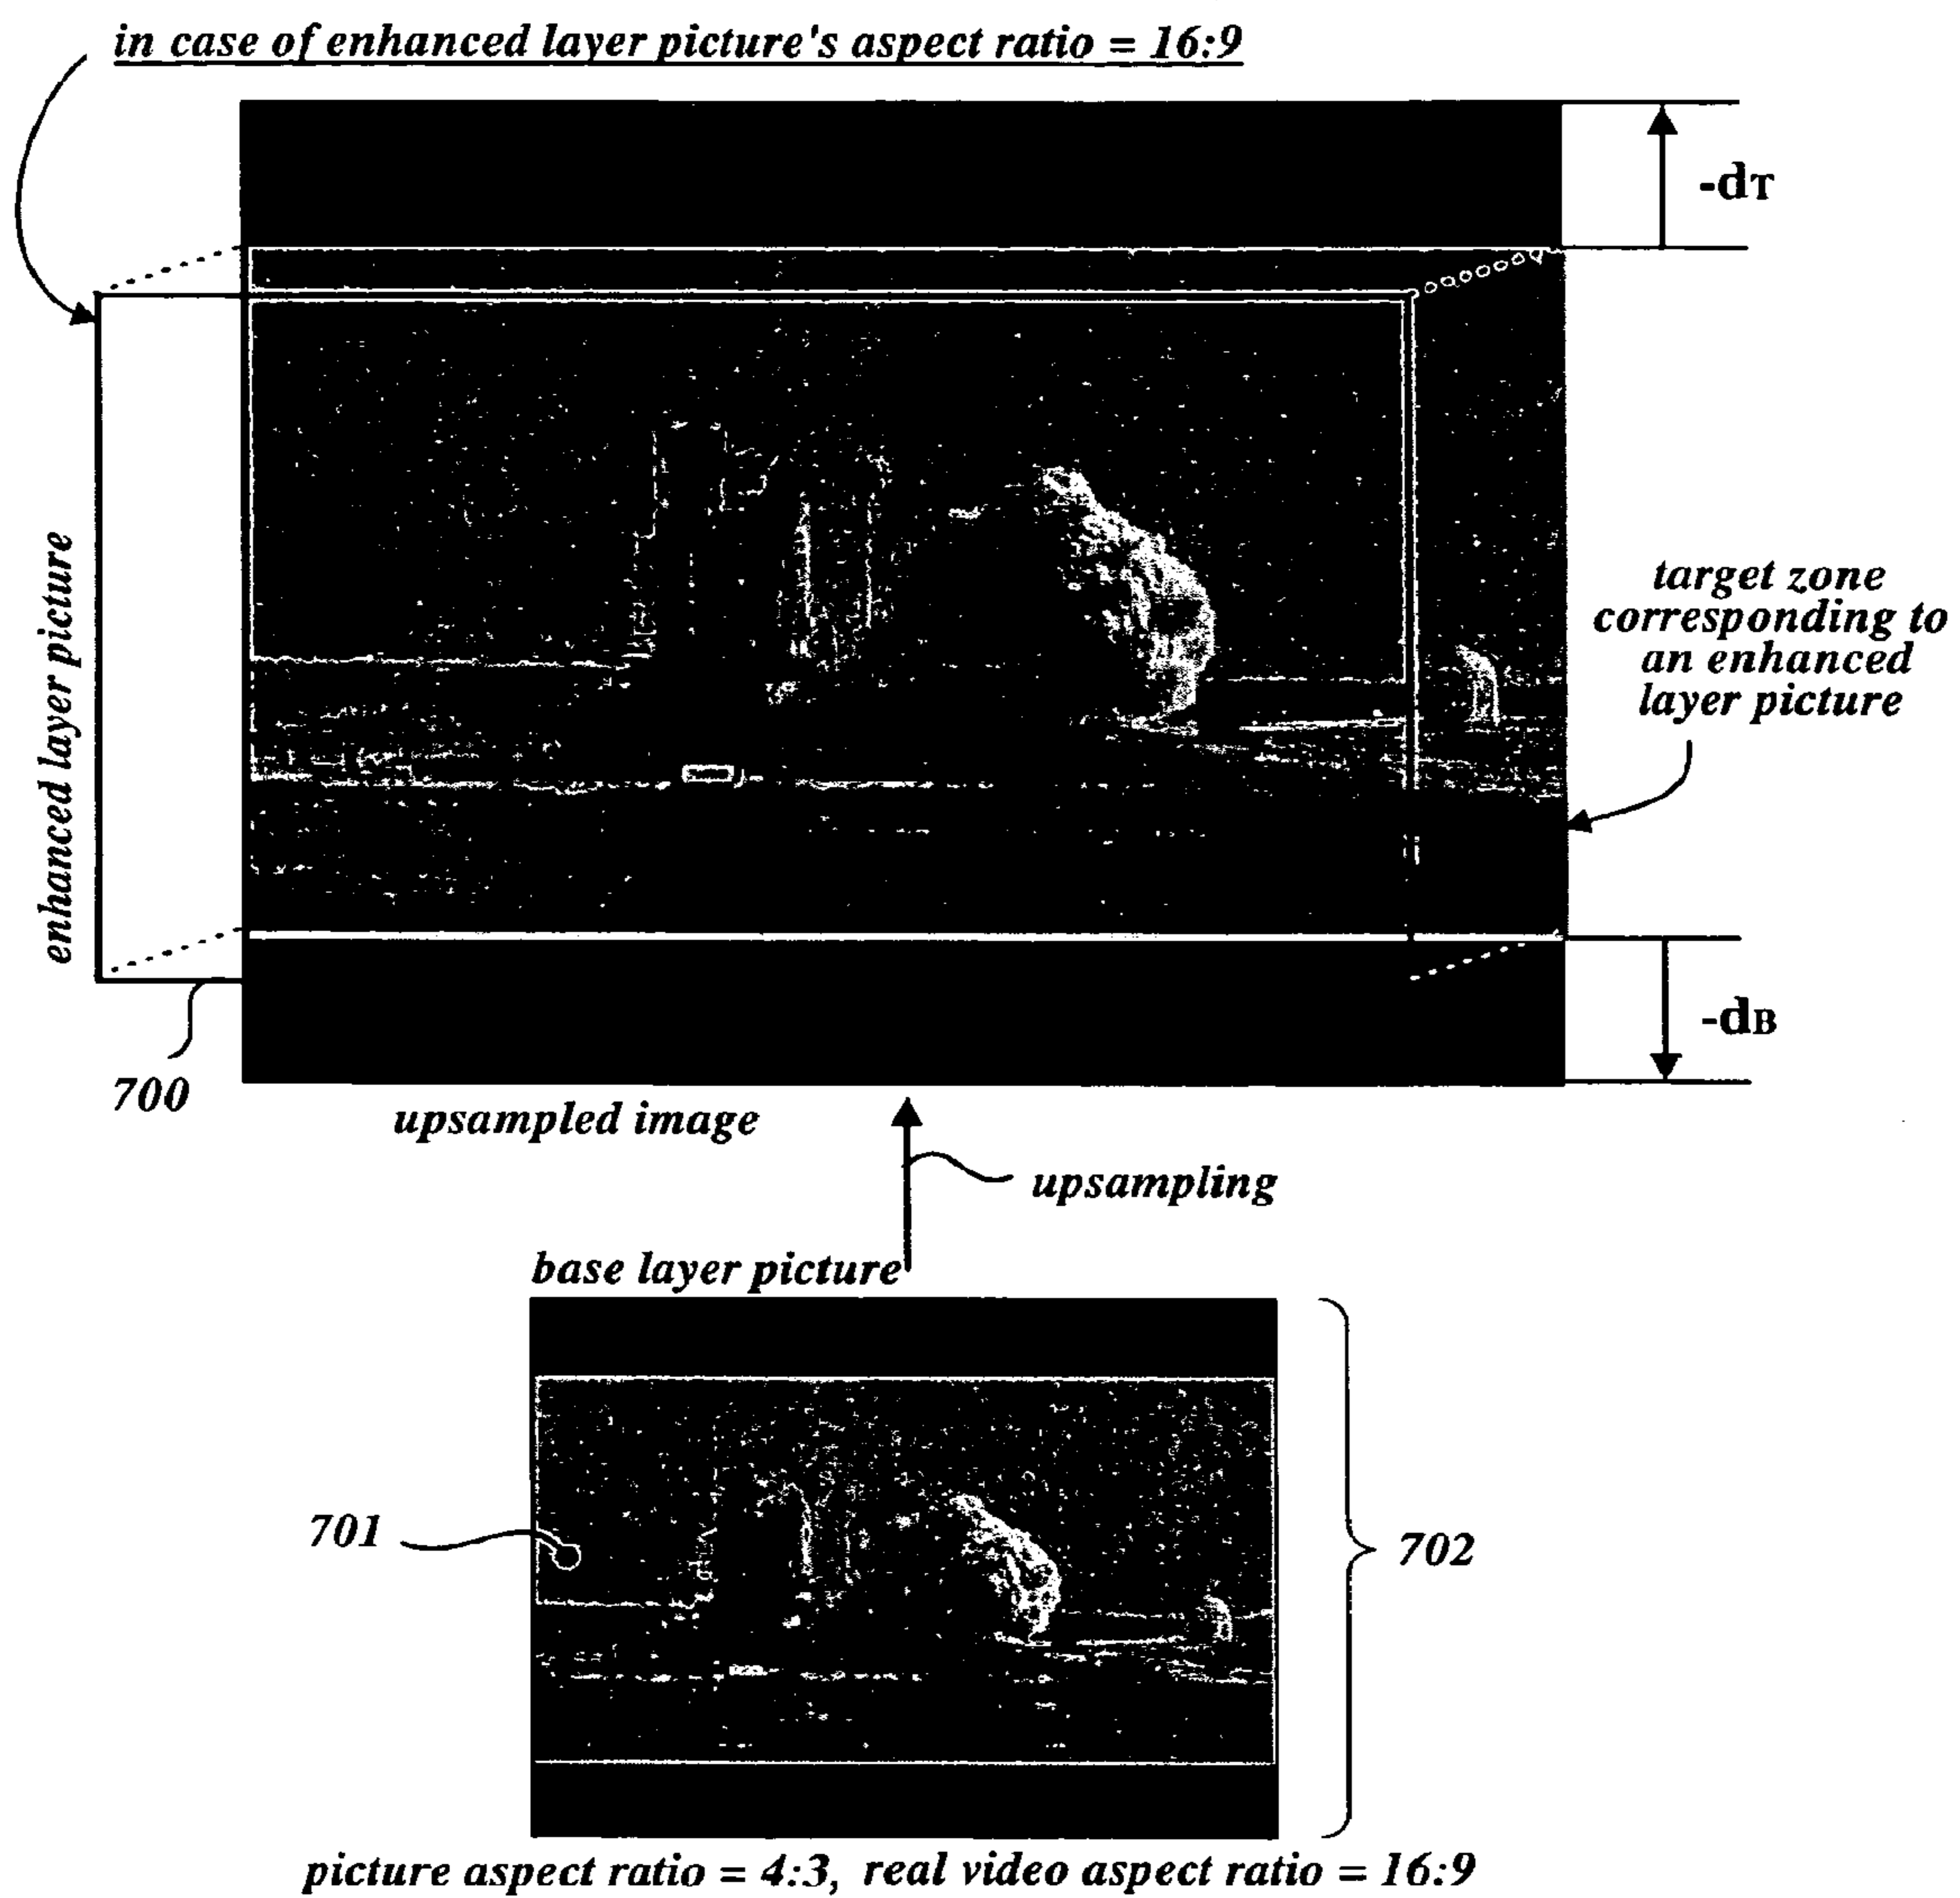 in case of enhanced layer picture's aspect ratio = 16:9
-dT
enhanced layer picture
target zone
corresponding to
an enhanced
layer picture
-dB
700
upsampled image
upsampling
base layer picture
701
702
picture aspect ratio = 4:3, real video aspect ratio = 16:9